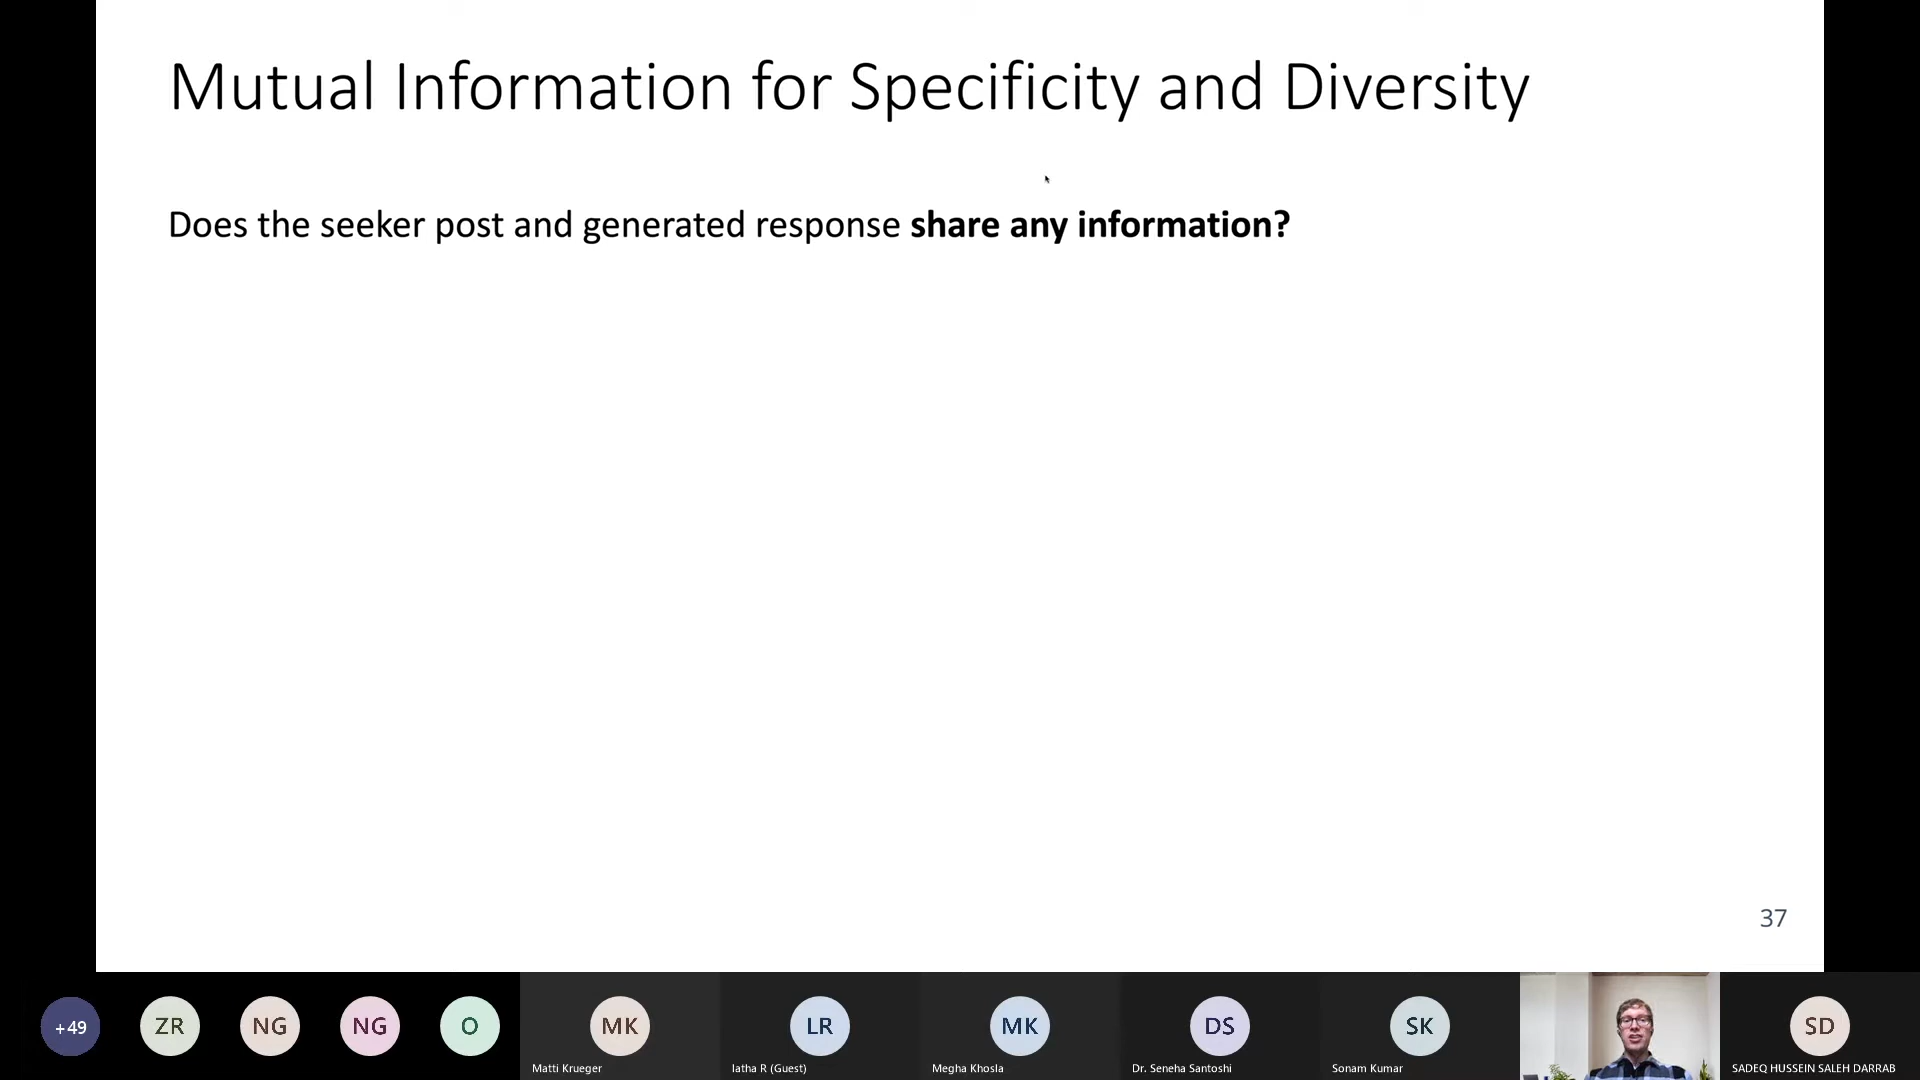 Mutual Information for Specificity and Diversity
Does the seeker post and generated response share any information?
37
+49
ZR
NG
NG
O
MK
LR
MK
DS
SK
SD
Matti Krueger
latha R (Guest)
Megha Khosla
Dr. Seneha Santoshi
Sonam Kumar
SADEQ HUSSEIN SALEH DARRAB